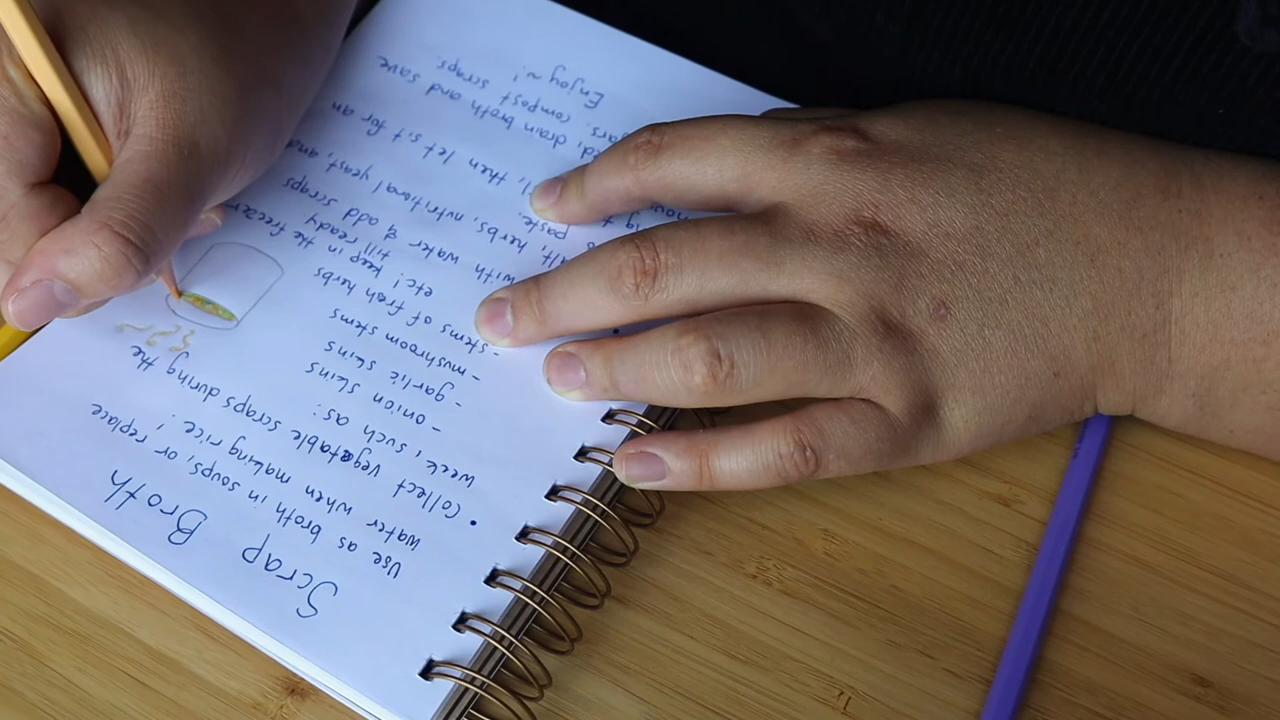 Scrap Broth
Use as broth in soups, or replace
water when making rice!
• Collect vegetable scraps during the
week, such as:
- onion skins
- garlic skins
- mushroom stems
- stems of fresh herbs
keep in the freezer
till ready
etc!
with water & add scraps
herbs, nutritional yeast, and
paste.
then let sit for an
drain broth and save
compost scraps.
Enjoy ~!